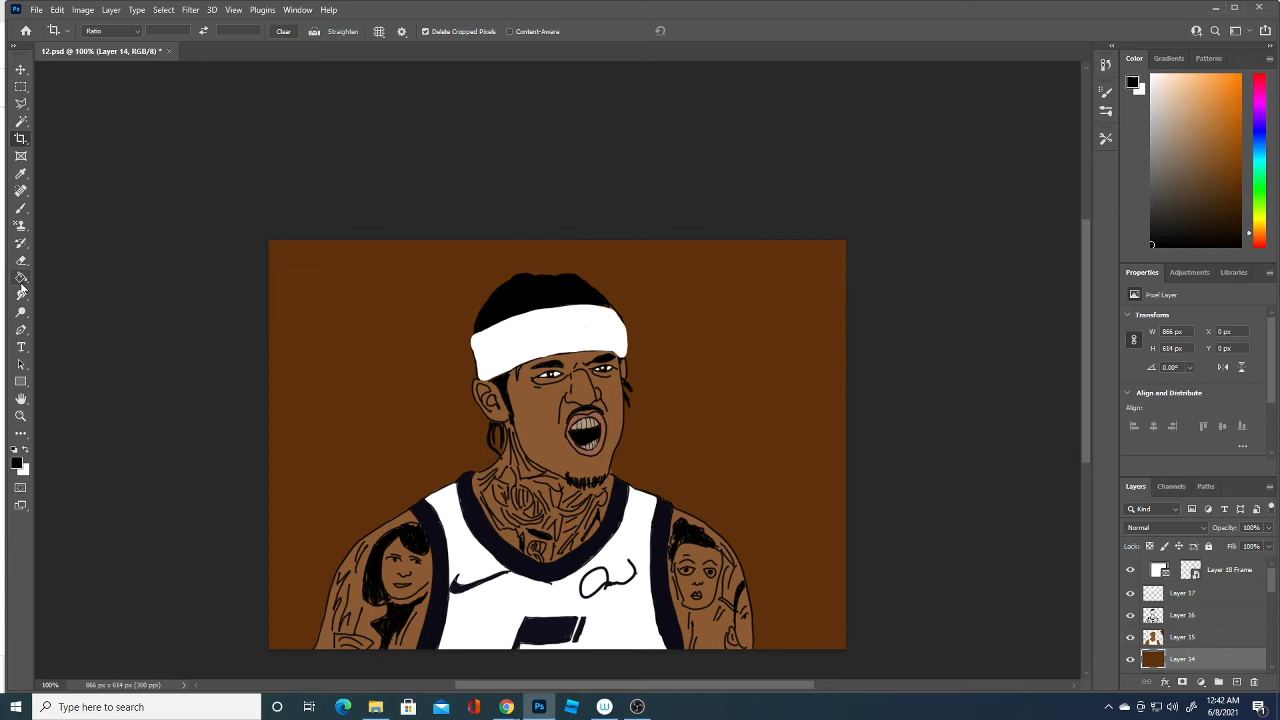 File Edit Image Layer Type Select Filter 3D View Plugins Window Help
Ratio Clear Straighten Delete Cropped Pixels Content-Aware
12.psd @ 100% (Layer 14, RGB/8) *
Color Gradients Patterns
Properties Adjustments Libraries
Pixel Layer
Transform
W 866 px X 0 px
H 614 px Y 0 px
0.00°
Align and Distribute
Align:
Layers Channels Paths
Kind
Normal Opacity: 100%
Lock: Fill: 100%
Layer 18 Frame
Layer 17
Layer 16
Layer 15
Layer 14
100% 866 px x 614 px (300 ppi)
Type here to search
12:42 AM
6/8/2021